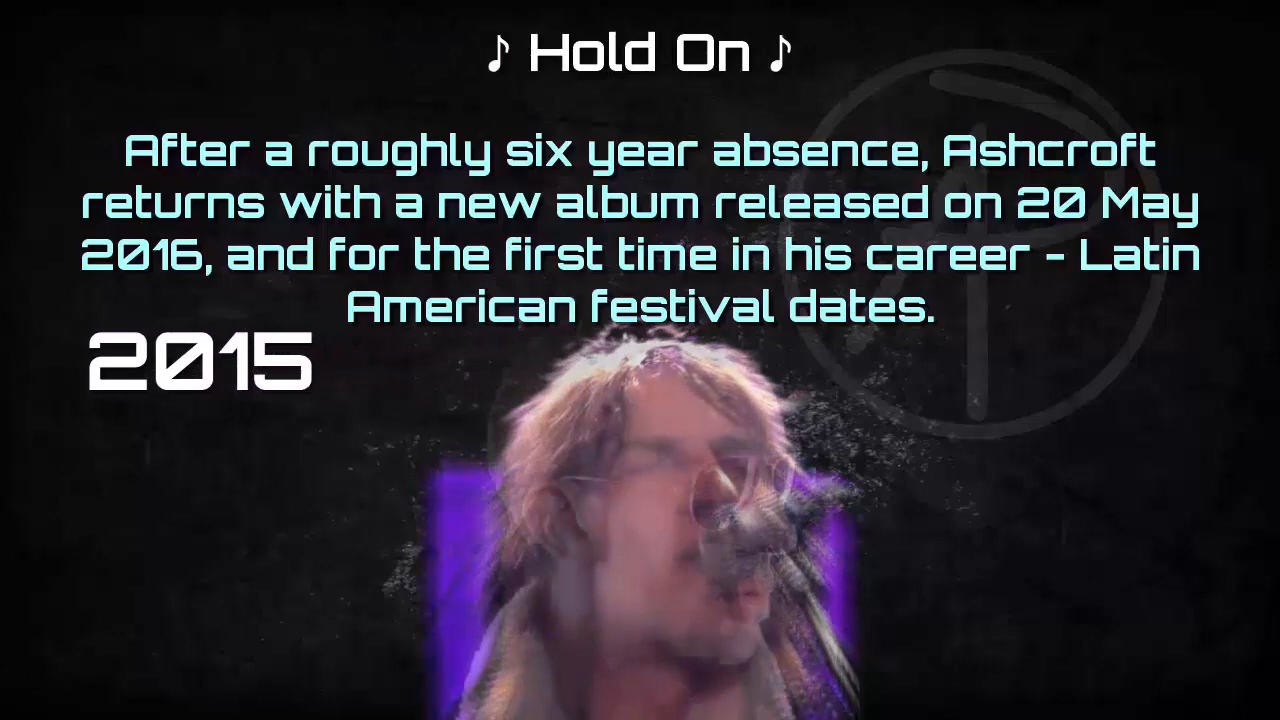 ♪ Hold On ♪
After a roughly six year absence, Ashcroft
returns with a new album released on 20 May
2016, and for the first time in his career - Latin
American festival dates.
2015